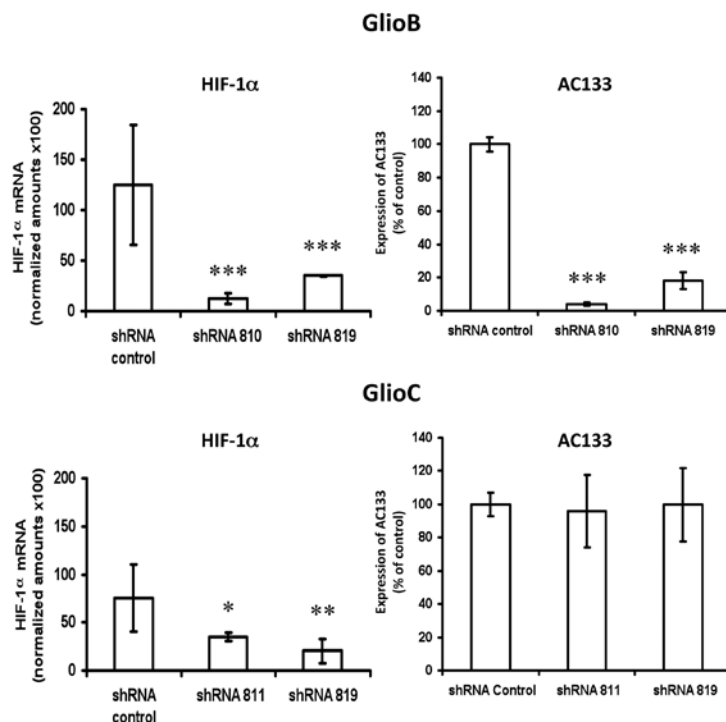 GlioB
HIF-1α
HIF-1α mRNA
(normalized amounts x100)
200
150
100
50
0
***
***
shRNA
control
shRNA 810
shRNA 819
AC133
Expression of AC133
(% of control)
140
120
100
80
60
40
20
0
***
***
shRNA control
shRNA 810
shRNA 819
GlioC
HIF-1α
HIF-1α mRNA
(normalized amounts x100)
200
150
100
50
0
*
**
shRNA
control
shRNA 811
shRNA 819
AC133
Expression of AC133
(% of control)
140
120
100
80
60
40
20
0
shRNA Control
shRNA 811
shRNA 819